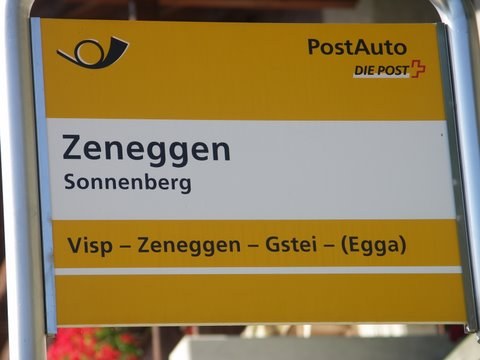 PostAuto
DIE POST
Zeneggen
Sonnenberg
Visp – Zeneggen – Gstei – (Egga)